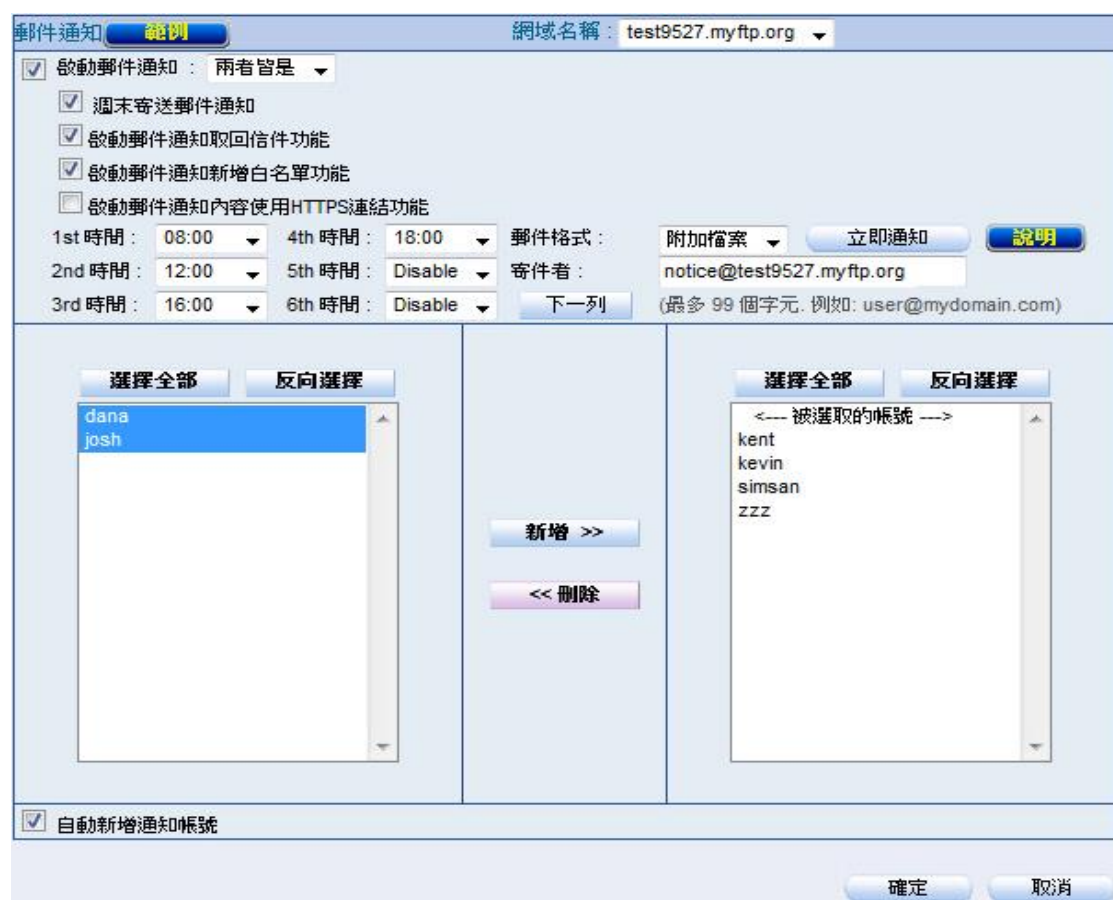 郵件通知 範例 網域名稱 : test9527.myftp.org
啟動郵件通知 : 兩者皆是
週末寄送郵件通知
啟動郵件通知取回信件功能
啟動郵件通知新增白名單功能
啟動郵件通知內容使用HTTPS連結功能
1st 時間 : 08:00 4th 時間 : 18:00 郵件格式 : 附加檔案 立即通知 說明
2nd 時間 : 12:00 5th 時間 : Disable 寄件者 : notice@test9527.myftp.org
3rd 時間 : 16:00 6th 時間 : Disable 下一列 (最多 99 個字元. 例如: user@mydomain.com)
選擇全部 反向選擇
dana
josh
新增 >>
<< 刪除
選擇全部 反向選擇
<--- 被選取的帳號 --->
kent
kevin
simsan
zzz
自動新增通知帳號
確定 取消